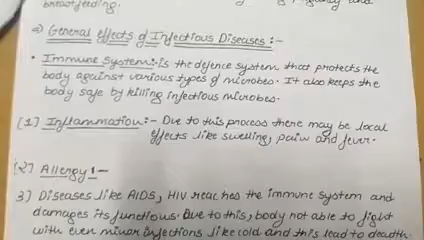 breastfeeding. and
a) General effects of Infectious Diseases :-
• Immune System:- is the defence system that protects the
body against various types of microbes. It also keeps the
body safe by killing infectious microbes.
[1] Inflammation :- Due to this process there may be local
effects like swelling, pain and fever.
[2] Allergy :-
3) Diseases like AIDS, HIV reaches the immune system and
damages its functions. Due to this, body not able to fight
with even minor infections like cold and this lead to death.